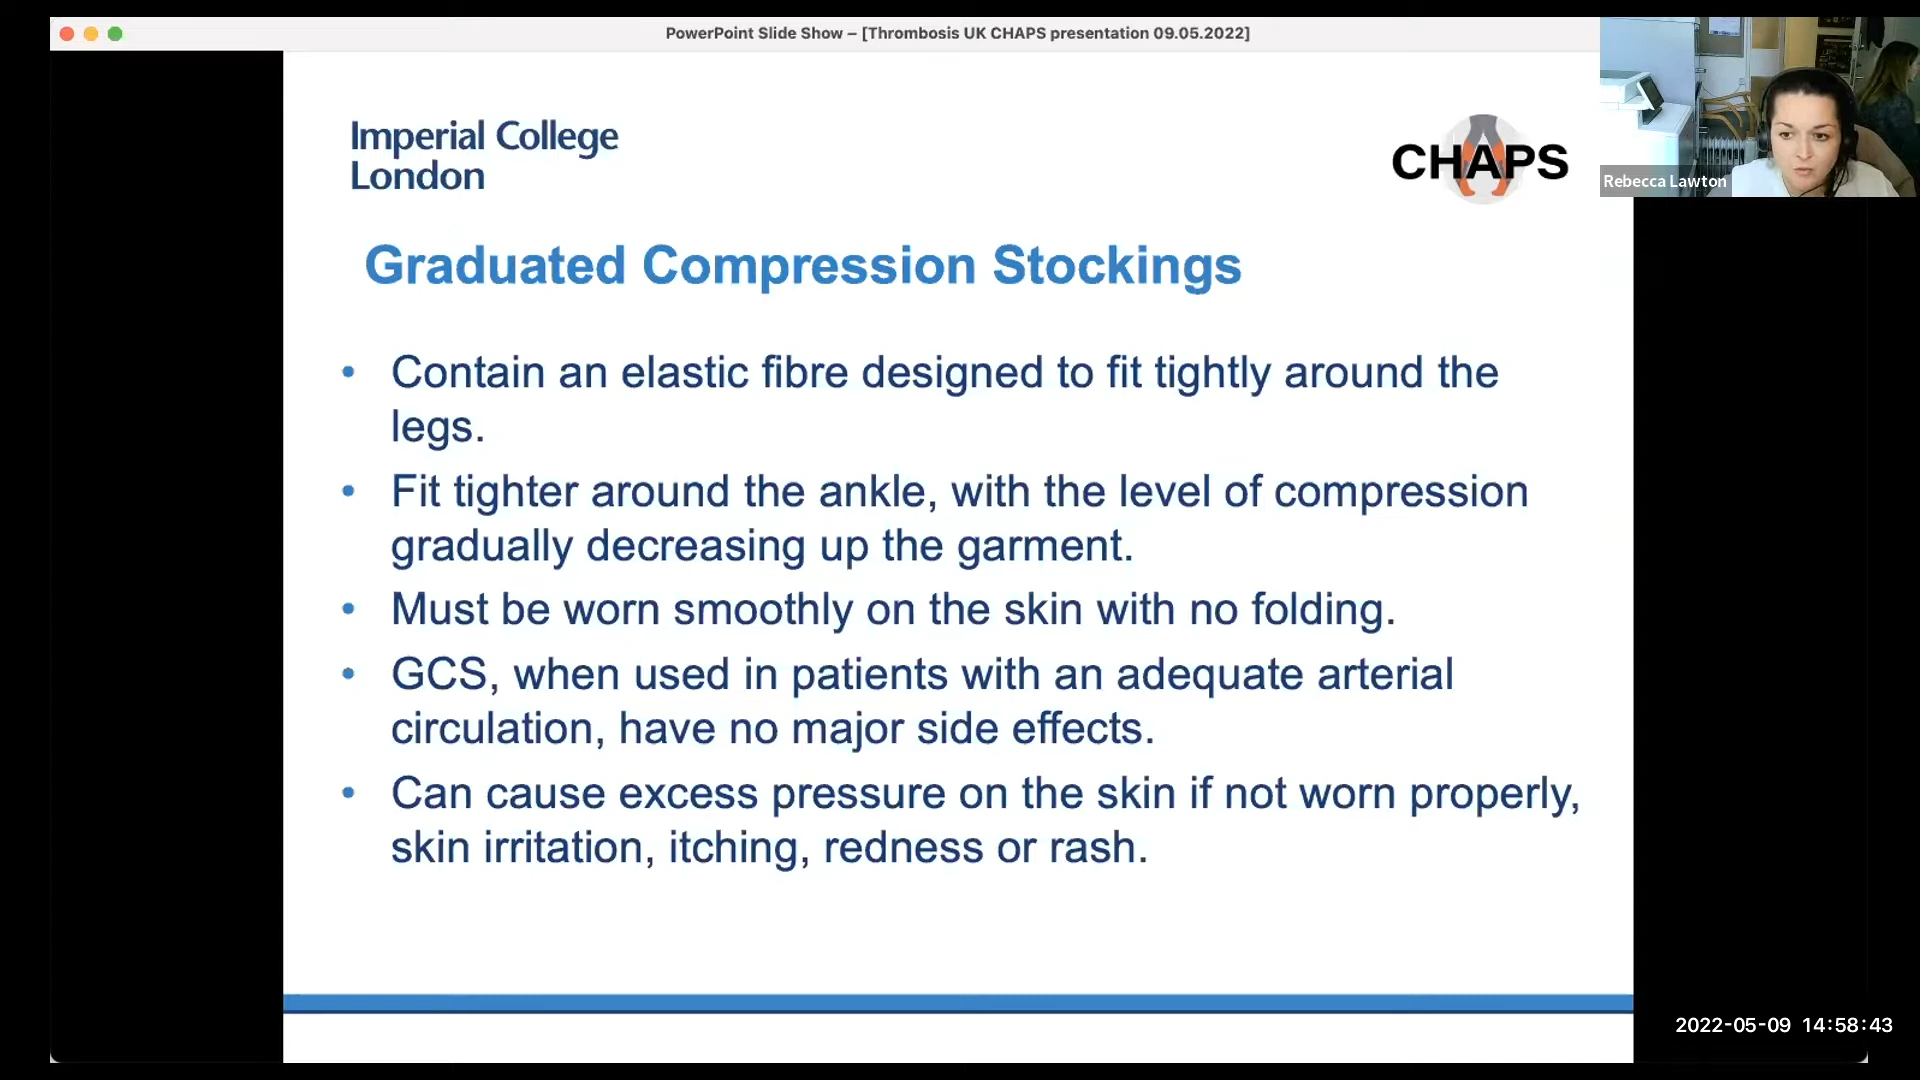 PowerPoint Slide Show – [Thrombosis UK CHAPS presentation 09.05.2022]
Imperial College
London
CHAPS
Rebecca Lawton
Graduated Compression Stockings
• Contain an elastic fibre designed to fit tightly around the
legs.
• Fit tighter around the ankle, with the level of compression
gradually decreasing up the garment.
• Must be worn smoothly on the skin with no folding.
• GCS, when used in patients with an adequate arterial
circulation, have no major side effects.
• Can cause excess pressure on the skin if not worn properly,
skin irritation, itching, redness or rash.
2022-05-09 14:58:43